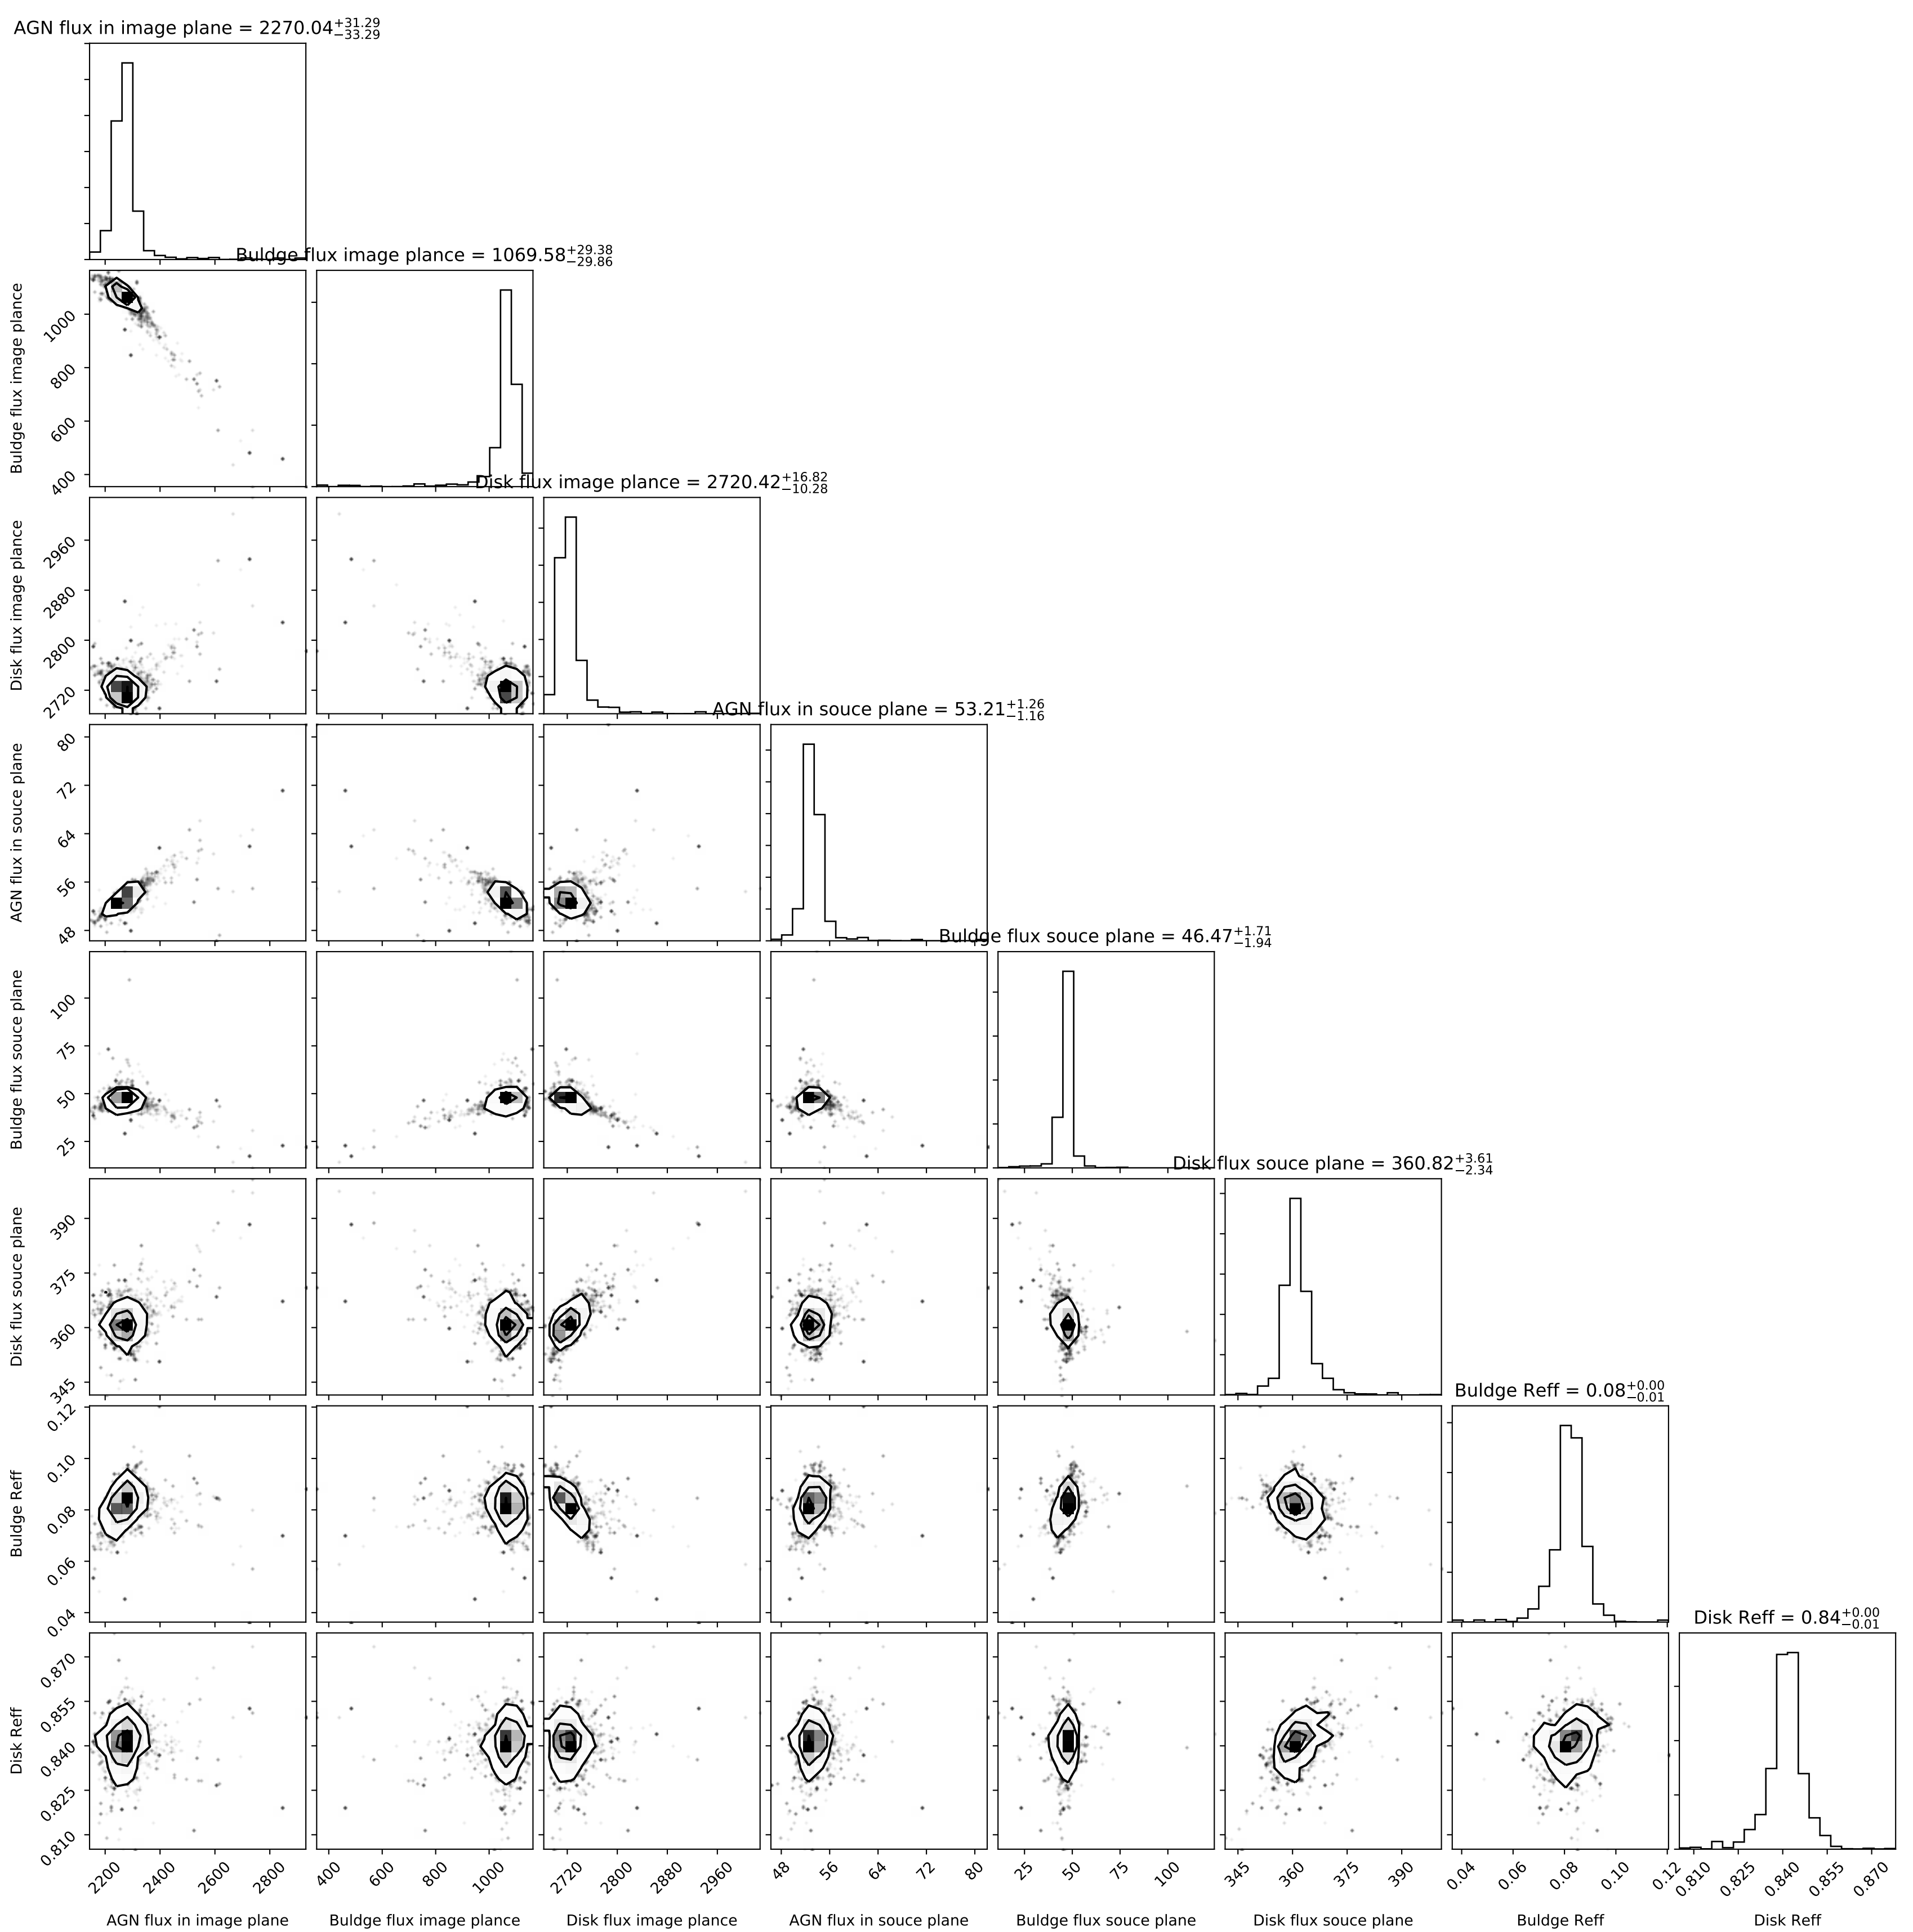 AGN flux in image plane = 2270.04+31.29−33.29
Buldge flux image plance = 1069.58+29.38−29.86
Buldge flux image plance
1000
800
600
400
Disk flux image plance = 2720.42+16.82−10.28
Disk flux image plance
2960
2880
2800
2720
AGN flux in souce plane = 53.21+1.26−1.16
AGN flux in souce plane
80
72
64
56
48
Buldge flux souce plane = 46.47+1.71−1.94
Buldge flux souce plane
100
75
50
25
Disk flux souce plane = 360.82+3.61−2.34
Disk flux souce plane
390
375
360
345
Buldge Reff = 0.08+0.00−0.01
Buldge Reff
0.12
0.10
0.08
0.06
0.04
Disk Reff = 0.84+0.00−0.01
Disk Reff
0.870
0.855
0.840
0.825
0.810
2200 2400 2600 2800 400 600 800 1000 2720 2800 2880 2960 48 56 64 72 80 25 50 75 100 345 360 375 390 0.04 0.06 0.08 0.10 0.12 0.810 0.825 0.840 0.855 0.870
AGN flux in image plane Buldge flux image plance Disk flux image plance AGN flux in souce plane Buldge flux souce plane Disk flux souce plane Buldge Reff Disk Reff